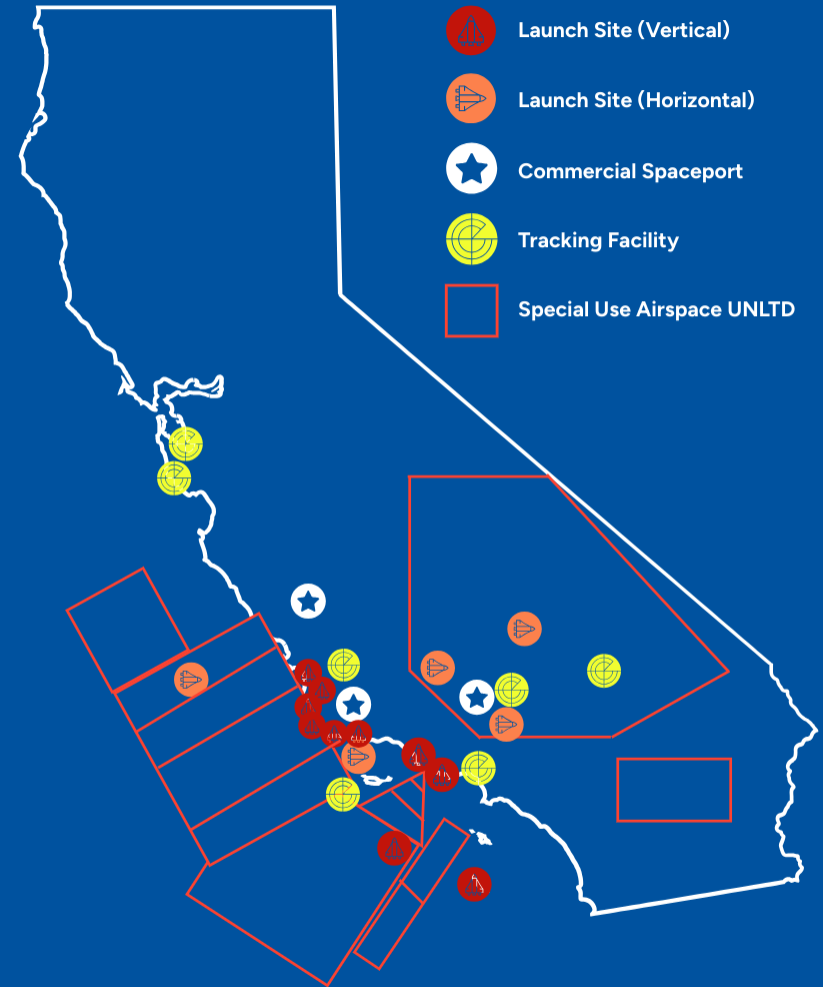 Launch Site (Vertical)
Launch Site (Horizontal)
Commercial Spaceport
Tracking Facility
Special Use Airspace UNLTD